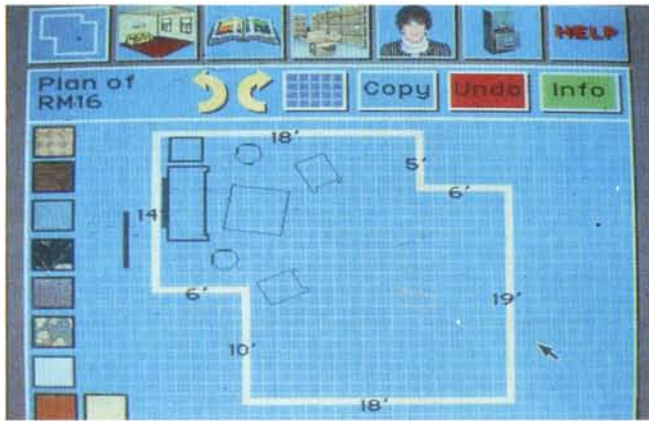 HELP
Plan of
RM16
Copy
Undo
Info
18'
5'
6'
14'
6'
19'
10'
18'